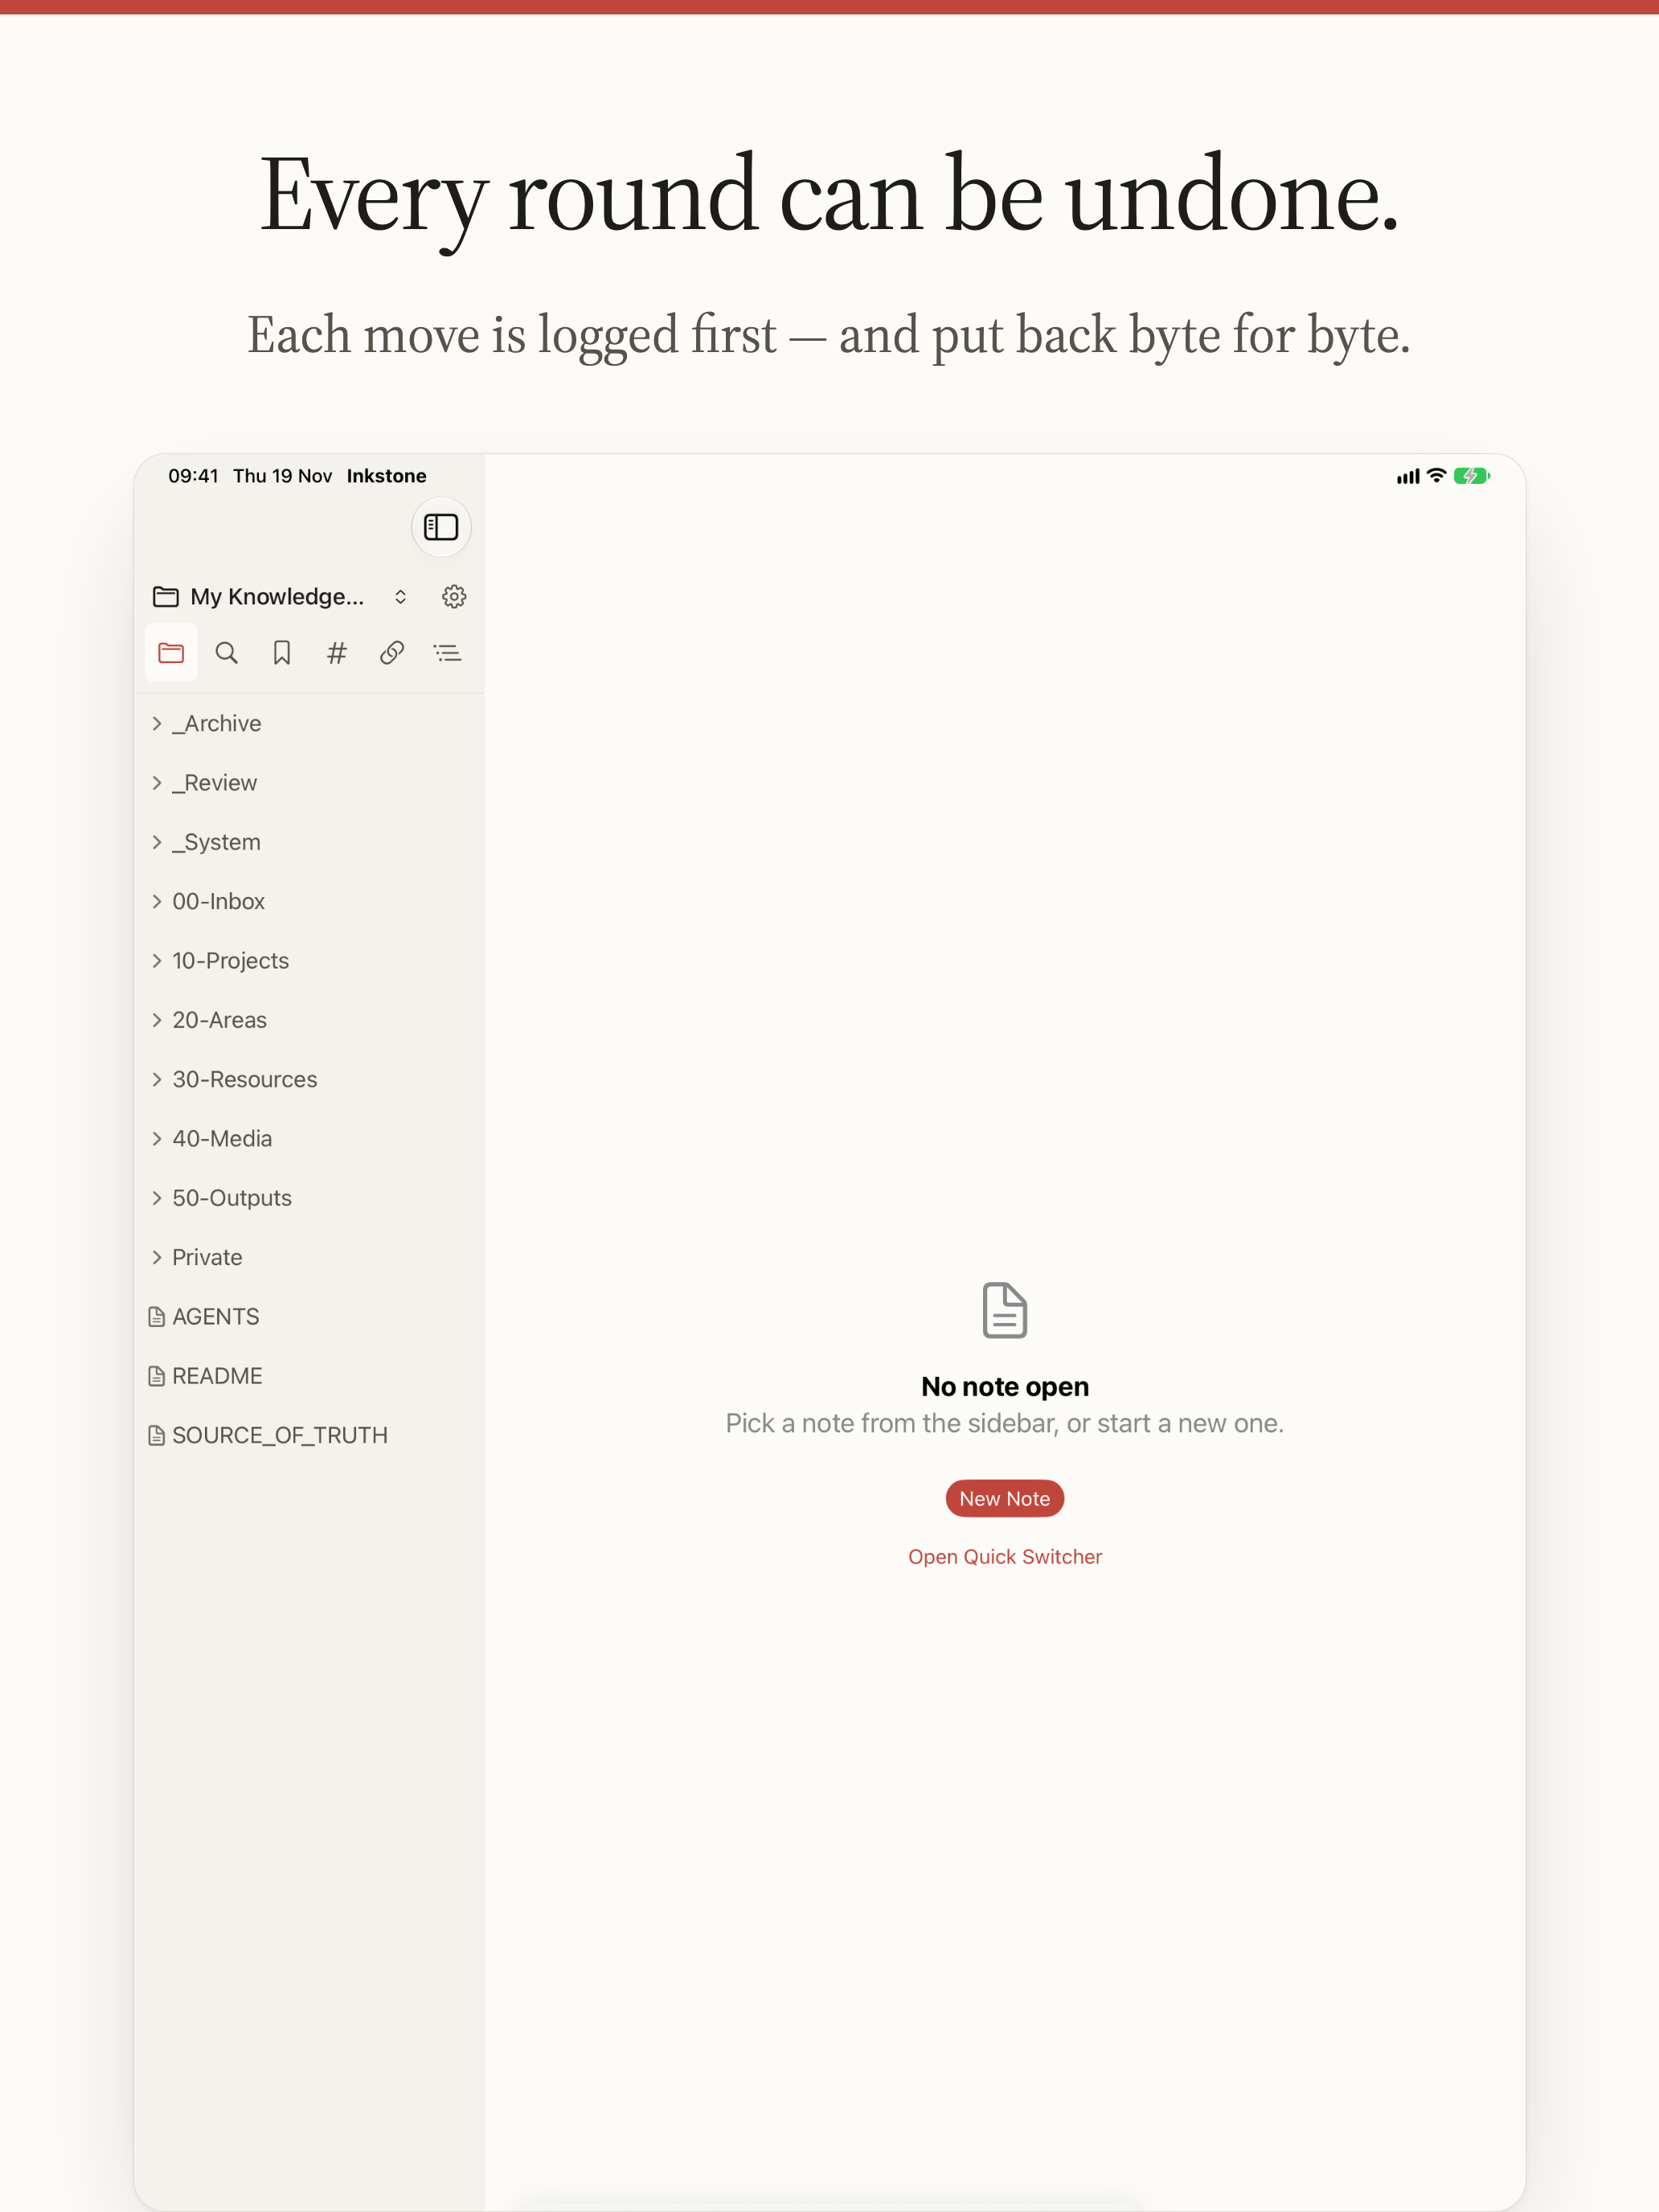 Every round can be undone.
Each move is logged first — and put back byte for byte.
09:41 Thu 19 Nov Inkstone
My Knowledge...
_Archive
_Review
_System
00-Inbox
10-Projects
20-Areas
30-Resources
40-Media
50-Outputs
Private
AGENTS
README
SOURCE_OF_TRUTH
No note open
Pick a note from the sidebar, or start a new one.
New Note
Open Quick Switcher